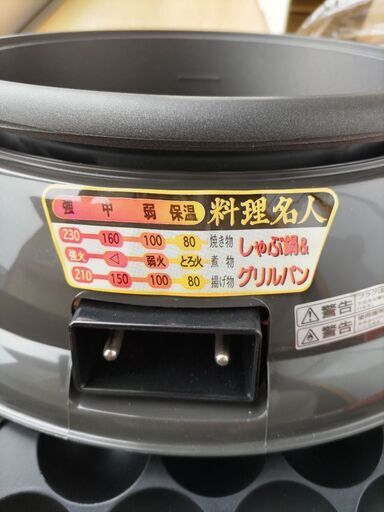 強 中 弱 保温
料理名人
230 160 100 80 焼き物
強火 ◁ 弱火 とろ火 煮物
210 150 100 80 揚げ物
しゃぶ鍋&
グリルパン
警告
警告